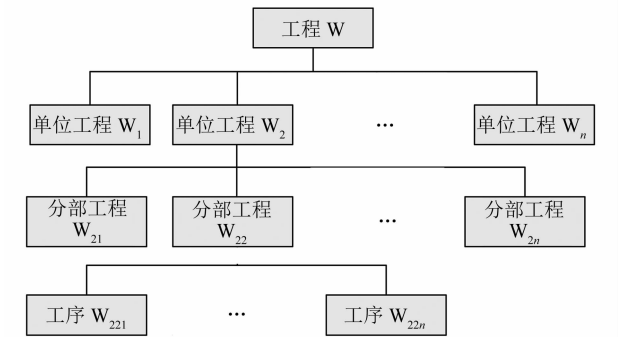 工程 W
单位工程 W₁
单位工程 W₂
...
单位工程 Wₙ
分部工程
W₂₁
分部工程
W₂₂
...
分部工程
W₂ₙ
工序 W₂₂₁
...
工序 W₂₂ₙ